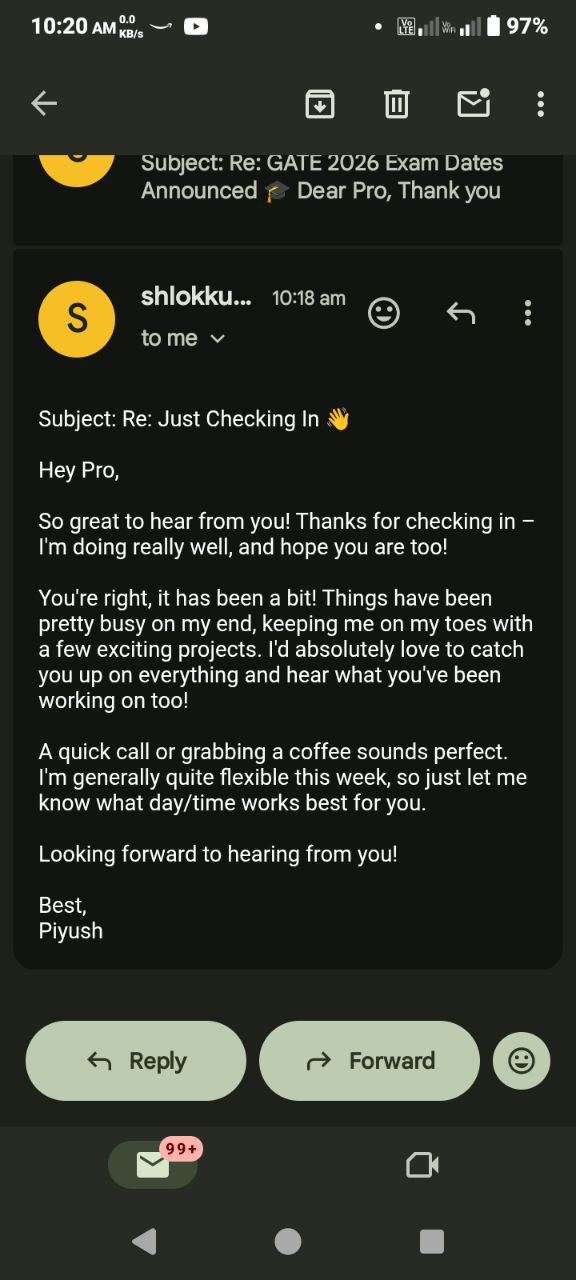 10:20 AM 0.0 KB/s
Vo LTE Vo WiFi 97%
Subject: Re: GATE 2026 Exam Dates
Announced 🎓 Dear Pro, Thank you
S
shlokku... 10:18 am
to me
Subject: Re: Just Checking In 👋
Hey Pro,
So great to hear from you! Thanks for checking in –
I'm doing really well, and hope you are too!
You're right, it has been a bit! Things have been
pretty busy on my end, keeping me on my toes with
a few exciting projects. I'd absolutely love to catch
you up on everything and hear what you've been
working on too!
A quick call or grabbing a coffee sounds perfect.
I'm generally quite flexible this week, so just let me
know what day/time works best for you.
Looking forward to hearing from you!
Best,
Piyush
Reply Forward
99+